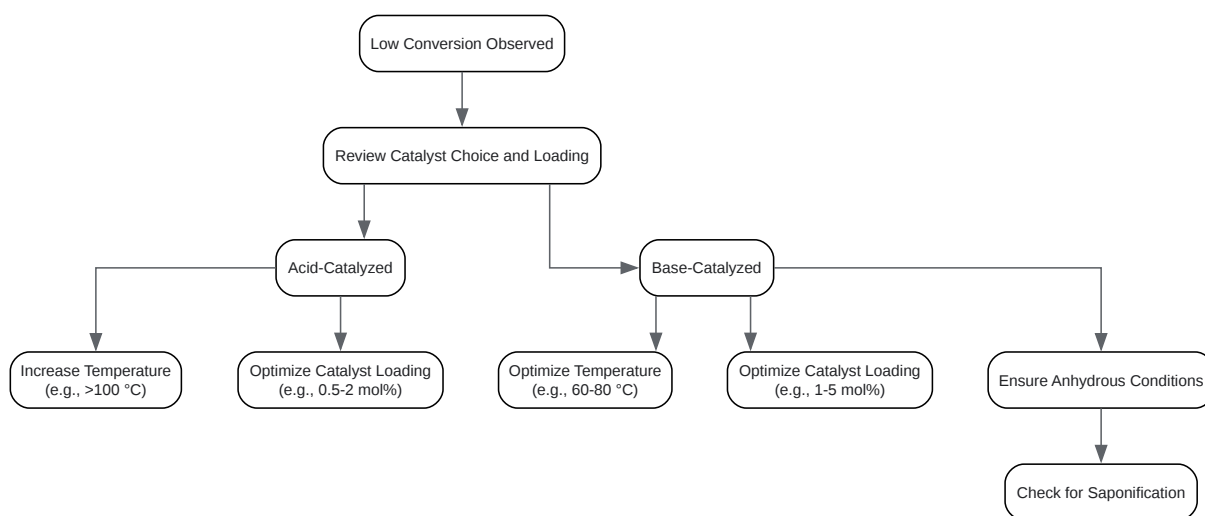 Low Conversion Observed
Review Catalyst Choice and Loading
Acid-Catalyzed
Base-Catalyzed
Increase Temperature
(e.g., >100 °C)
Optimize Catalyst Loading
(e.g., 0.5-2 mol%)
Optimize Temperature
(e.g., 60-80 °C)
Optimize Catalyst Loading
(e.g., 1-5 mol%)
Ensure Anhydrous Conditions
Check for Saponification